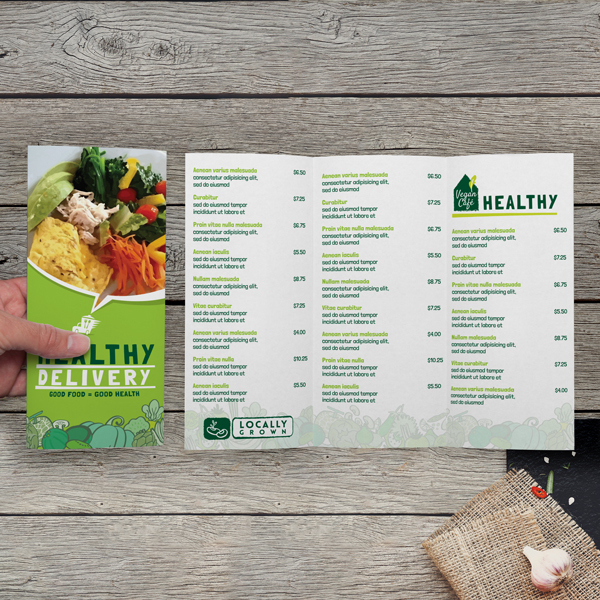 HEALTHY
DELIVERY
GOOD FOOD = GOOD HEALTH
Aenean varius malesuada $6.50
consectetur adipisicing elit,
sed do eiusmod
Curabitur $7.25
sed do eiusmod tempor
incididunt ut labore et
Proin vitae nulla malesuada $6.75
consectetur adipisicing elit,
sed do eiusmod
Aenean iaculis $5.50
sed do eiusmod tempor
incididunt ut labore et
Nullam malesuada $8.75
consectetur adipisicing elit,
sed do eiusmod
Vitae curabitur $7.25
sed do eiusmod tempor
incididunt ut labore et
Aenean varius malesuada $4.00
consectetur adipisicing elit,
sed do eiusmod
Proin vitae nulla $10.25
sed do eiusmod tempor
incididunt ut labore et
Aenean iaculis $5.50
sed do eiusmod tempor
incididunt ut labore et
LOCALLY
GROWN
Aenean varius malesuada $6.50
consectetur adipisicing elit,
sed do eiusmod
Curabitur $7.25
sed do eiusmod tempor
incididunt ut labore et
Proin vitae nulla malesuada $6.75
consectetur adipisicing elit,
sed do eiusmod
Aenean iaculis $5.50
sed do eiusmod tempor
incididunt ut labore et
Nullam malesuada $8.75
consectetur adipisicing elit,
sed do eiusmod
Vitae curabitur $7.25
sed do eiusmod tempor
incididunt ut labore et
Aenean varius malesuada $4.00
consectetur adipisicing elit,
sed do eiusmod
Proin vitae nulla $10.25
sed do eiusmod tempor
incididunt ut labore et
Aenean iaculis $5.50
sed do eiusmod tempor
incididunt ut labore et
Vegan
Café
HEALTHY
Aenean varius malesuada $6.50
consectetur adipisicing elit,
sed do eiusmod
Curabitur $7.25
sed do eiusmod tempor
incididunt ut labore et
Proin vitae nulla malesuada $6.75
consectetur adipisicing elit,
sed do eiusmod
Aenean iaculis $5.50
sed do eiusmod tempor
incididunt ut labore et
Nullam malesuada $8.75
consectetur adipisicing elit,
sed do eiusmod
Vitae curabitur $7.25
sed do eiusmod tempor
incididunt ut labore et
Aenean varius malesuada $4.00
consectetur adipisicing elit,
sed do eiusmod